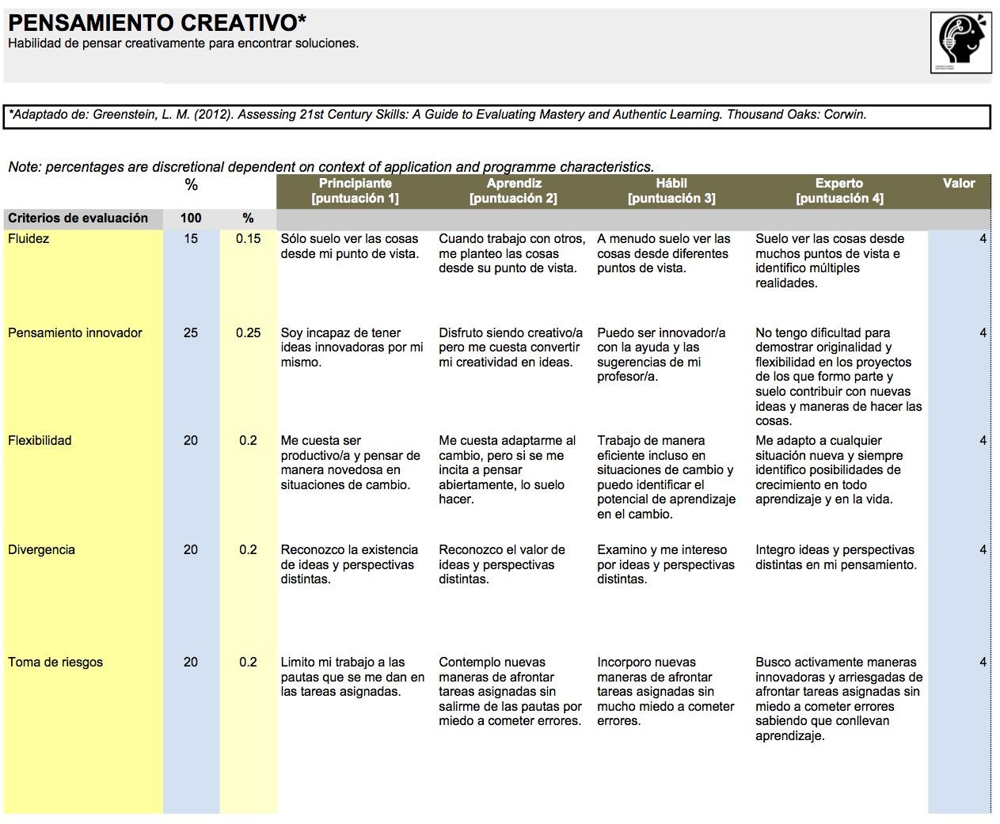 PENSAMIENTO CREATIVO*
Habilidad de pensar creativamente para encontrar soluciones.
*Adaptado de: Greenstein, L. M. (2012). Assessing 21st Century Skills: A Guide to Evaluating Mastery and Authentic Learning. Thousand Oaks: Corwin.
Note: percentages are discretional dependent on context of application and programme characteristics.
%
Principiante
[puntuación 1]
Aprendiz
[puntuación 2]
Hábil
[puntuación 3]
Experto
[puntuación 4]
Valor
Criterios de evaluación 100 %
Fluidez
15
0.15
Sólo suelo ver las cosas
desde mi punto de vista.
Cuando trabajo con otros,
me planteo las cosas
desde su punto de vista.
A menudo suelo ver las
cosas desde diferentes
puntos de vista.
Suelo ver las cosas desde
muchos puntos de vista e
identifico múltiples
realidades.
4
Pensamiento innovador
25
0.25
Soy incapaz de tener
ideas innovadoras por mi
mismo.
Disfruto siendo creativo/a
pero me cuesta convertir
mi creatividad en ideas.
Puedo ser innovador/a
con la ayuda y las
sugerencias de mi
profesor/a.
No tengo dificultad para
demostrar originalidad y
flexibilidad en los proyectos
de los que formo parte y
suelo contribuir con nuevas
ideas y maneras de hacer las
cosas.
4
Flexibilidad
20
0.2
Me cuesta ser
productivo/a y pensar de
manera novedosa en
situaciones de cambio.
Me cuesta adaptarme al
cambio, pero si se me
incita a pensar
abiertamente, lo suelo
hacer.
Trabajo de manera
eficiente incluso en
situaciones de cambio y
puedo identificar el
potencial de aprendizaje
en el cambio.
Me adapto a cualquier
situación nueva y siempre
identifico posibilidades de
crecimiento en todo
aprendizaje y en la vida.
4
Divergencia
20
0.2
Reconozco la existencia
de ideas y perspectivas
distintas.
Reconozco el valor de
ideas y perspectivas
distintas.
Examino y me intereso
por ideas y perspectivas
distintas.
Integro ideas y perspectivas
distintas en mi pensamiento.
4
Toma de riesgos
20
0.2
Limito mi trabajo a las
pautas que se me dan en
las tareas asignadas.
Contemplo nuevas
maneras de afrontar
tareas asignadas sin
salirme de las pautas por
miedo a cometer errores.
Incorporo nuevas
maneras de afrontar
tareas asignadas sin
mucho miedo a cometer
errores.
Busco activamente maneras
innovadoras y arriesgadas de
afrontar tareas asignadas sin
miedo a cometer errores
sabiendo que conllevan
aprendizaje.
4